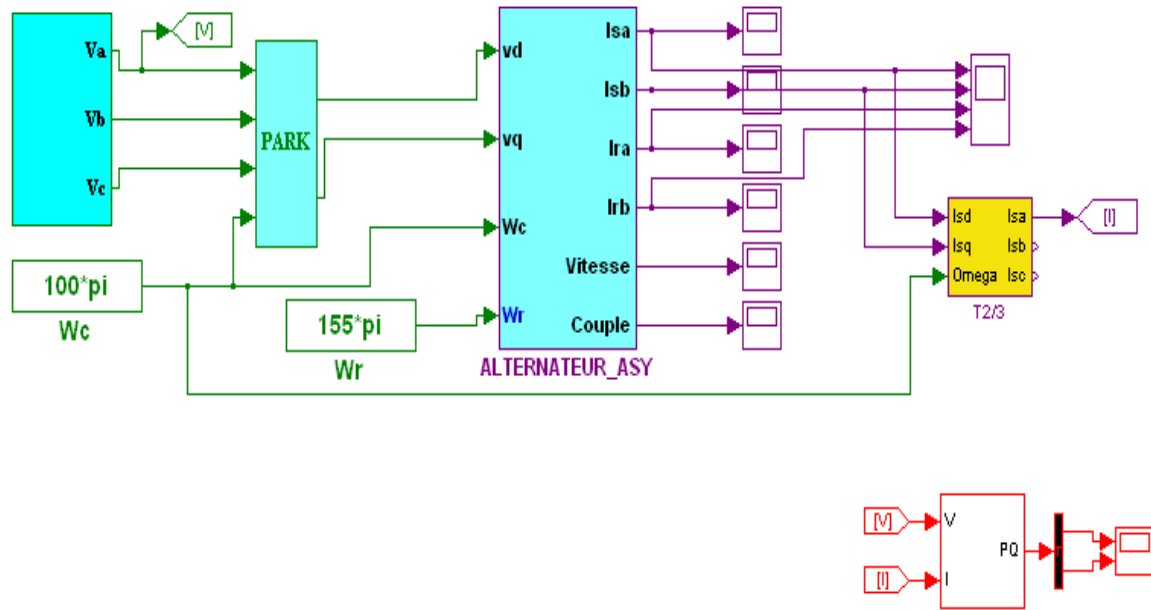 Va
Vb
Vc
[V]
PARK
100*pi
Wc
155*pi
Wr
vd
vq
Wc
Wr
Isa
Isb
Ira
Irb
Vitesse
Couple
ALTERNATEUR_ASY
Isd
Isq
Omega
Isa
Isb
Isc
T2/3
[I]
[V]
[I]
V
I
PQ